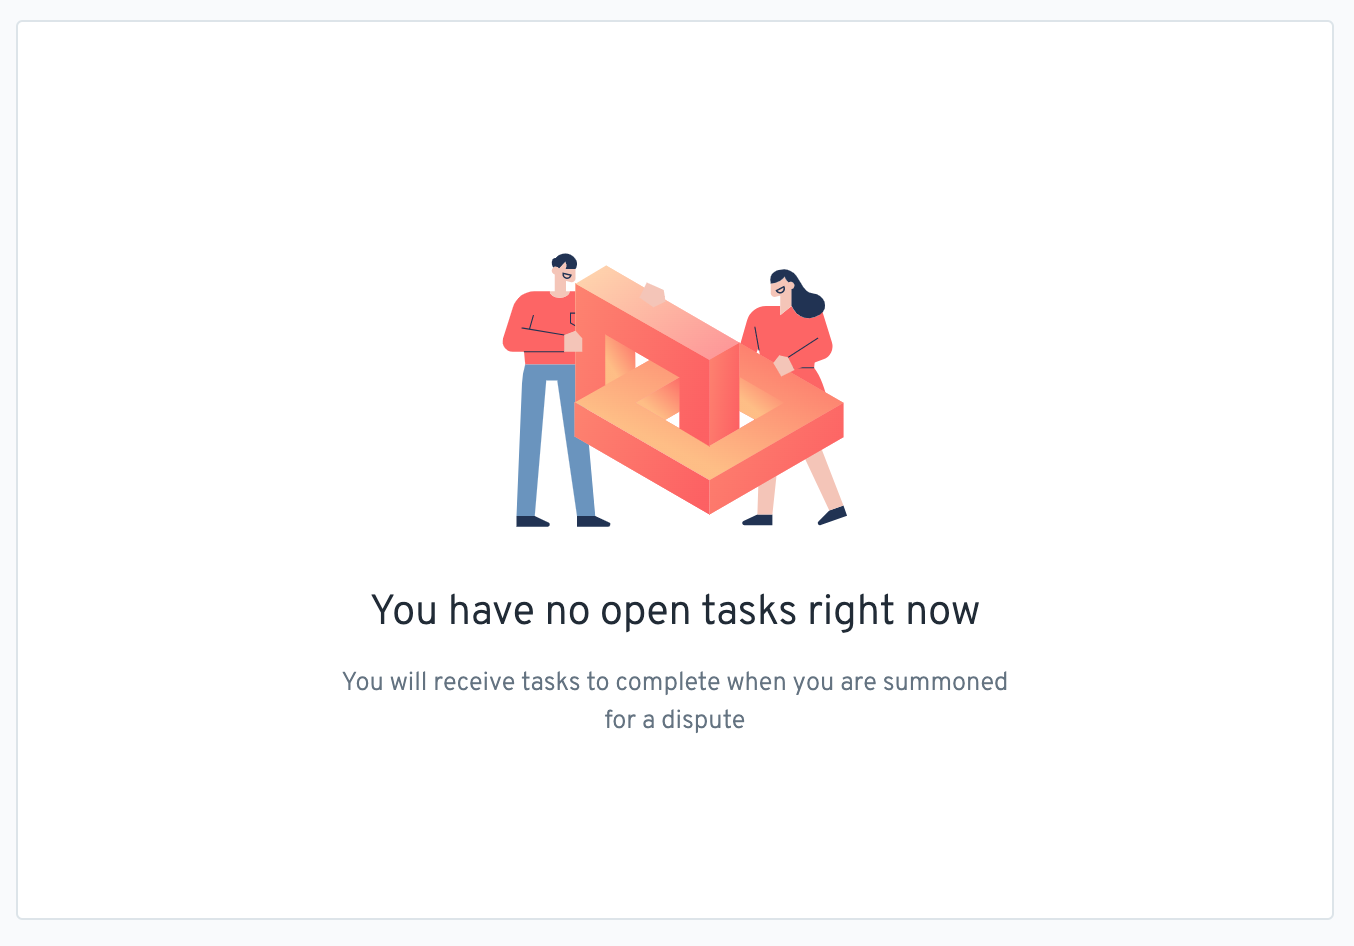 You have no open tasks right now
You will receive tasks to complete when you are summoned
for a dispute